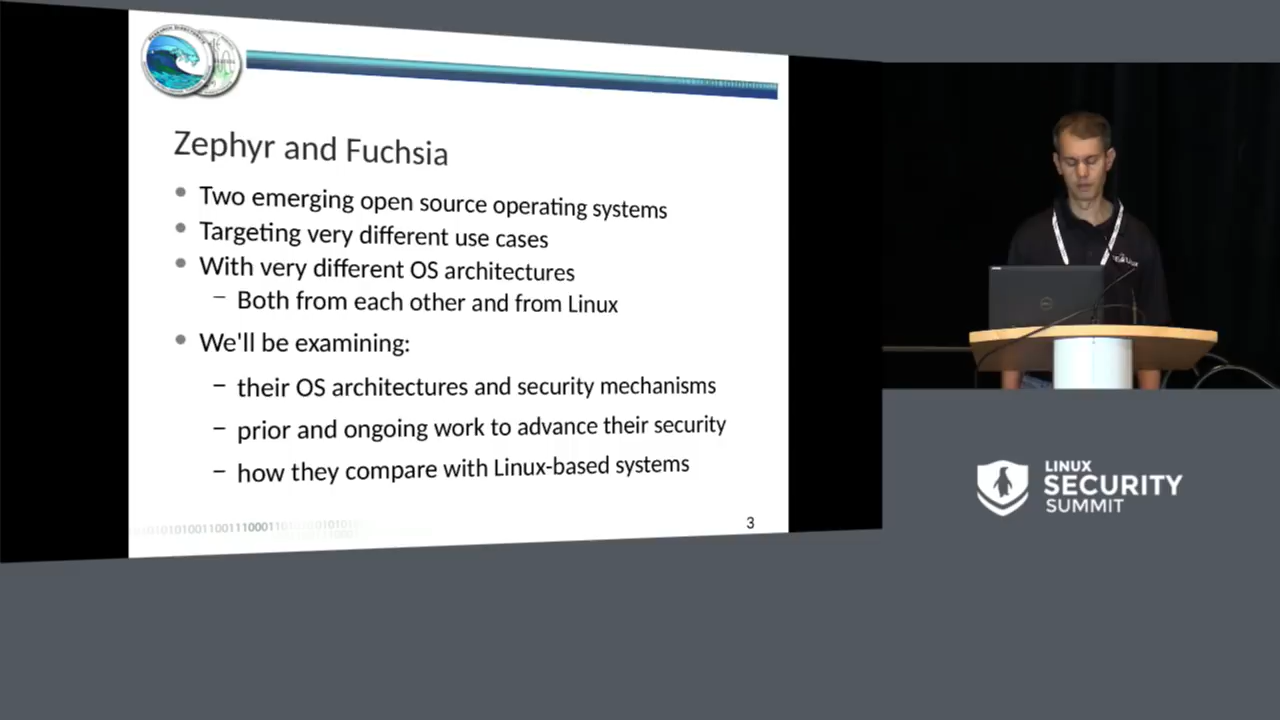 Zephyr and Fuchsia
Two emerging open source operating systems
Targeting very different use cases
With very different OS architectures
– Both from each other and from Linux
We'll be examining:
– their OS architectures and security mechanisms
– prior and ongoing work to advance their security
– how they compare with Linux-based systems
3
LINUX
SECURITY
SUMMIT